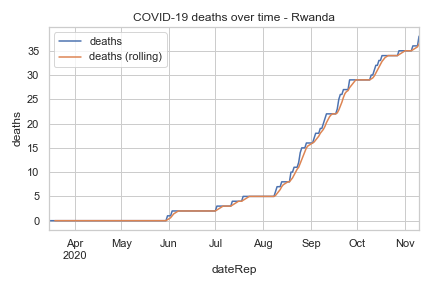 COVID-19 deaths over time - Rwanda
deaths
deaths (rolling)
deaths
35
30
25
20
15
10
5
0
Apr
2020
May
Jun
Jul
Aug
Sep
Oct
Nov
dateRep